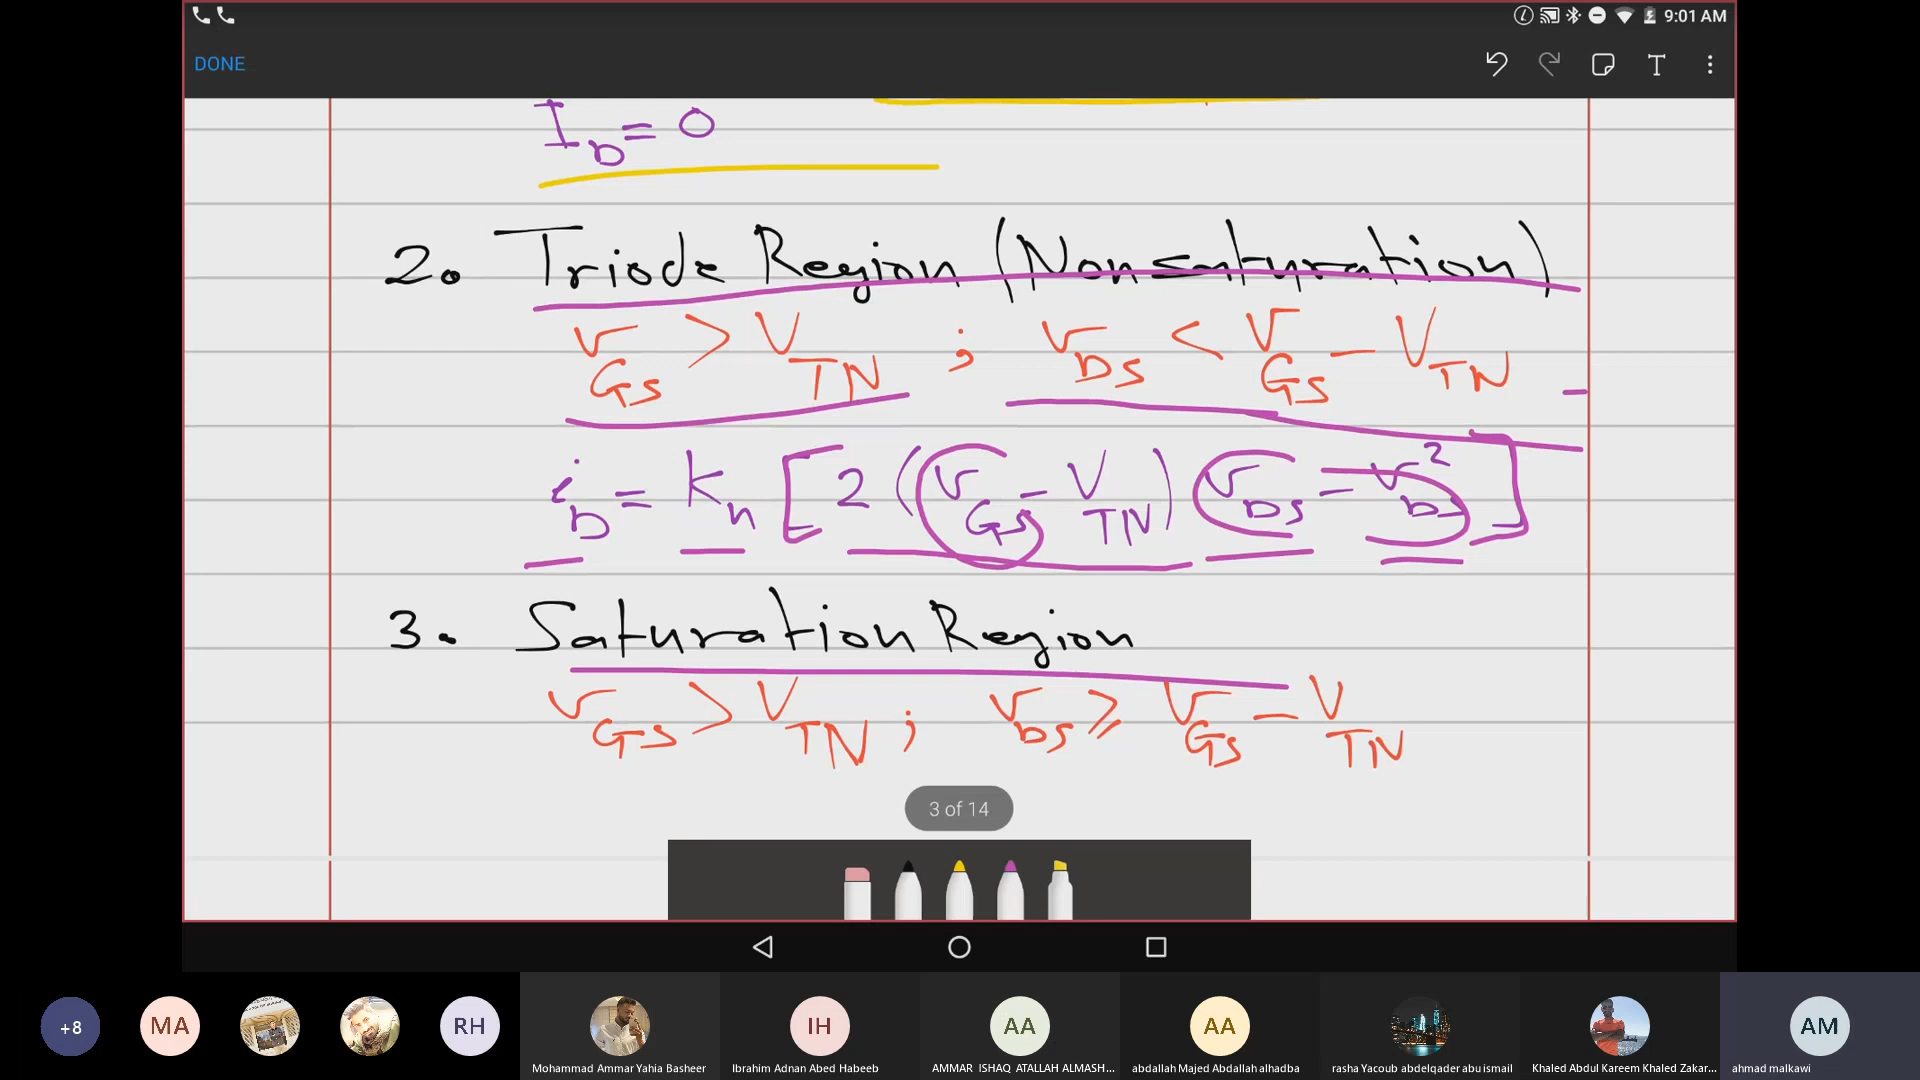 9:01 AM
DONE
I_D = 0
2. Triode Region (Nonsaturation)
v_GS > V_TN ; v_DS < v_GS - V_TN
i_D = k_n [2 (v_GS - V_TN) v_DS - v_DS^2]
3. Saturation Region
v_GS > V_TN ; v_DS ≥ v_GS - V_TN
3 of 14
+8
MA
RH
IH
AA
AA
AM
Mohammad Ammar Yahia Basheer
Ibrahim Adnan Abed Habeeb
AMMAR ISHAQ ATALLAH ALMASH...
abdallah Majed Abdallah alhadba
rasha Yacoub abdelqader abu ismail
Khaled Abdul Kareem Khaled Zakar...
ahmad malkawi